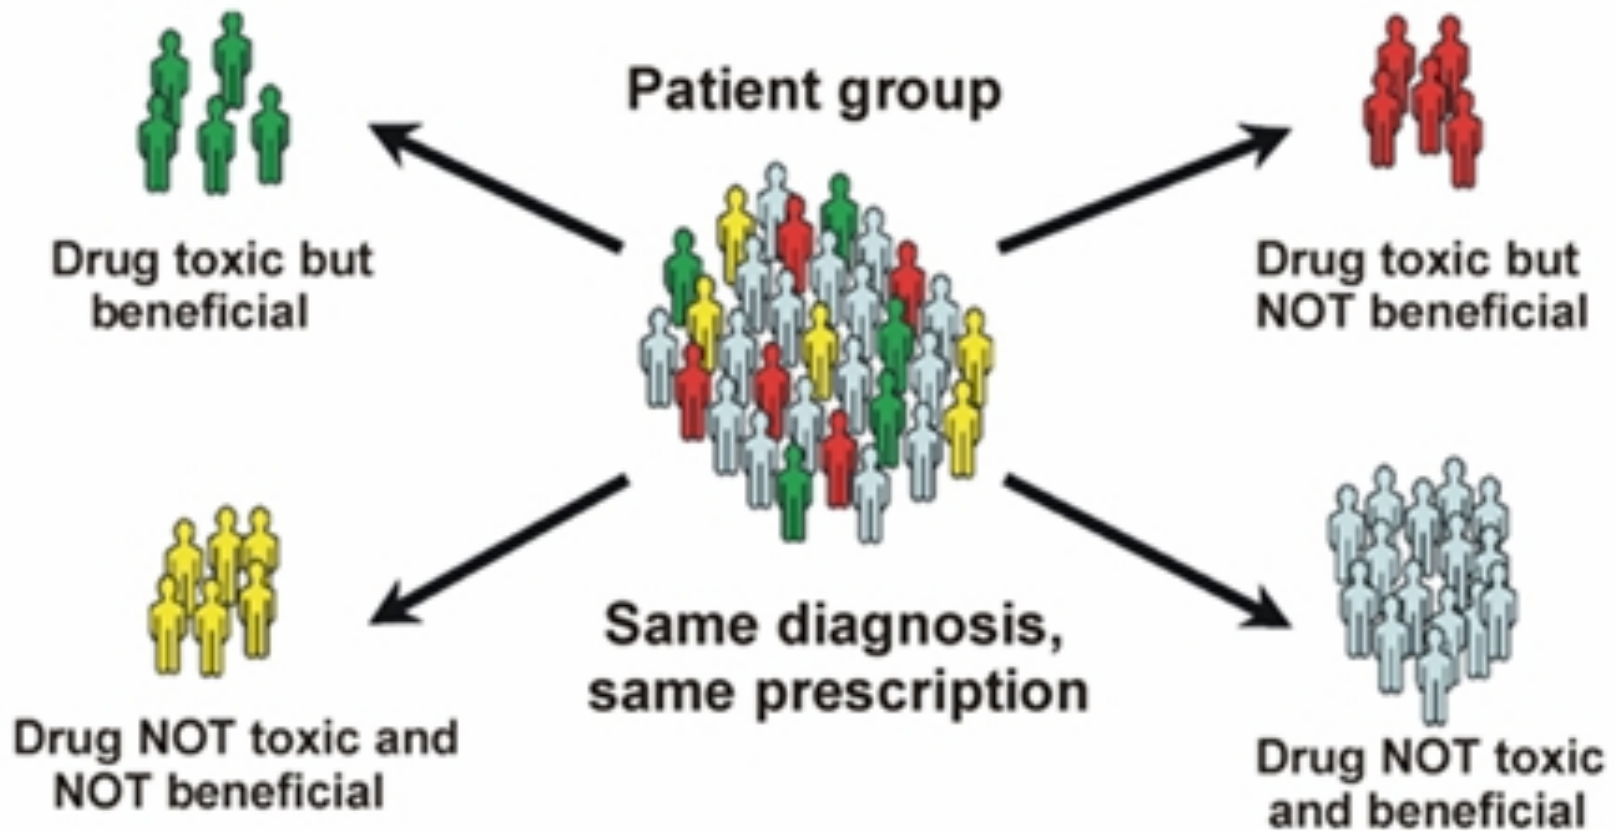 Patient group
Drug toxic but
beneficial
Drug toxic but
NOT beneficial
Same diagnosis,
same prescription
Drug NOT toxic and
NOT beneficial
Drug NOT toxic
and beneficial